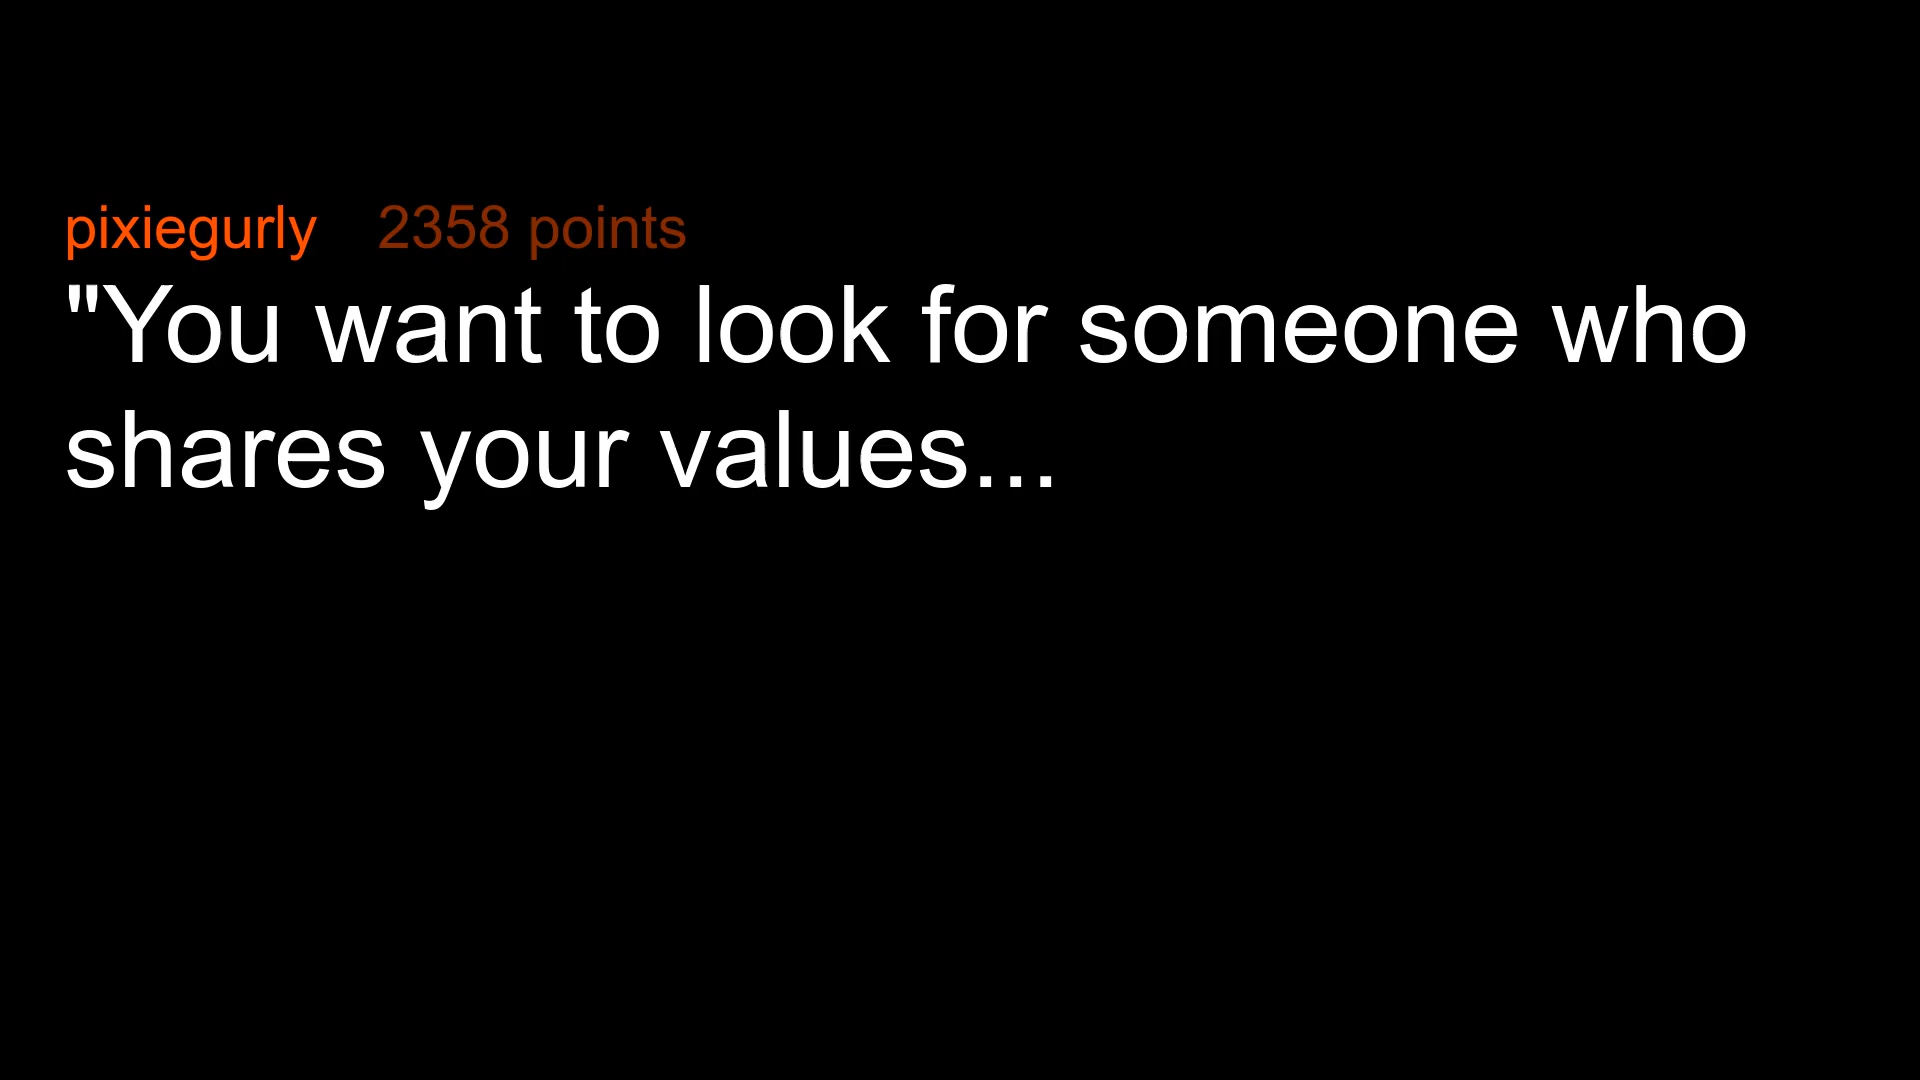 pixiegurly 2358 points
"You want to look for someone who
shares your values...